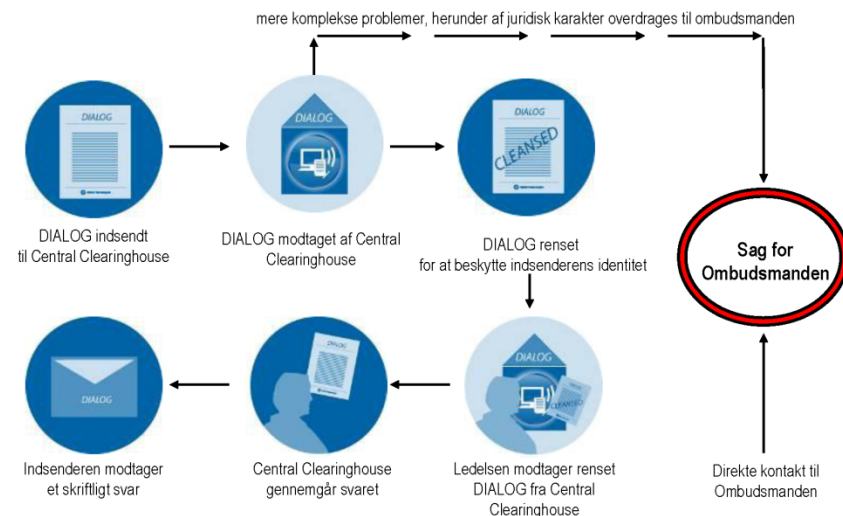 mere komplekse problemer, herunder af juridisk karakter overdrages til ombudsmanden
DIALOG
DIALOG
DIALOG
CLEANSED
DIALOG indsendt
til Central Clearinghouse
DIALOG modtaget af Central
Clearinghouse
DIALOG renset
for at beskytte indsenderens identitet
Sag for
Ombudsmanden
DIALOG
DIALOG
CLEANSED
Indsenderen modtager
et skriftligt svar
Central Clearinghouse
gennemgår svaret
Ledelsen modtager renset
DIALOG fra Central
Clearinghouse
Direkte kontakt til
Ombudsmanden